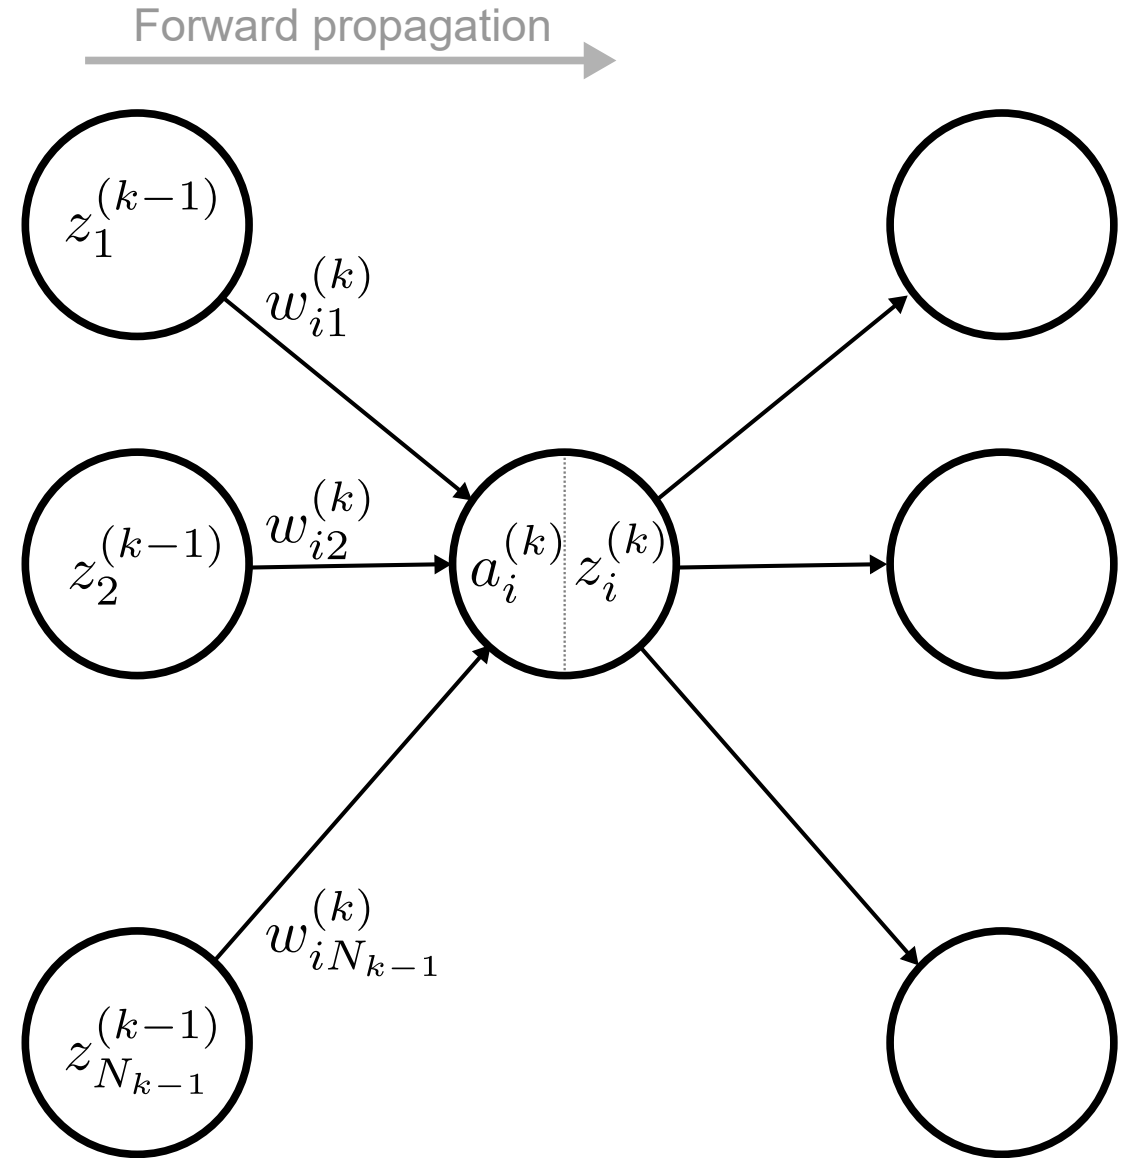 Forward propagation
z_1^{(k-1)}
w_{i1}^{(k)}
z_2^{(k-1)}
w_{i2}^{(k)}
a_i^{(k)} z_i^{(k)}
w_{iN_{k-1}}^{(k)}
z_{N_{k-1}}^{(k-1)}